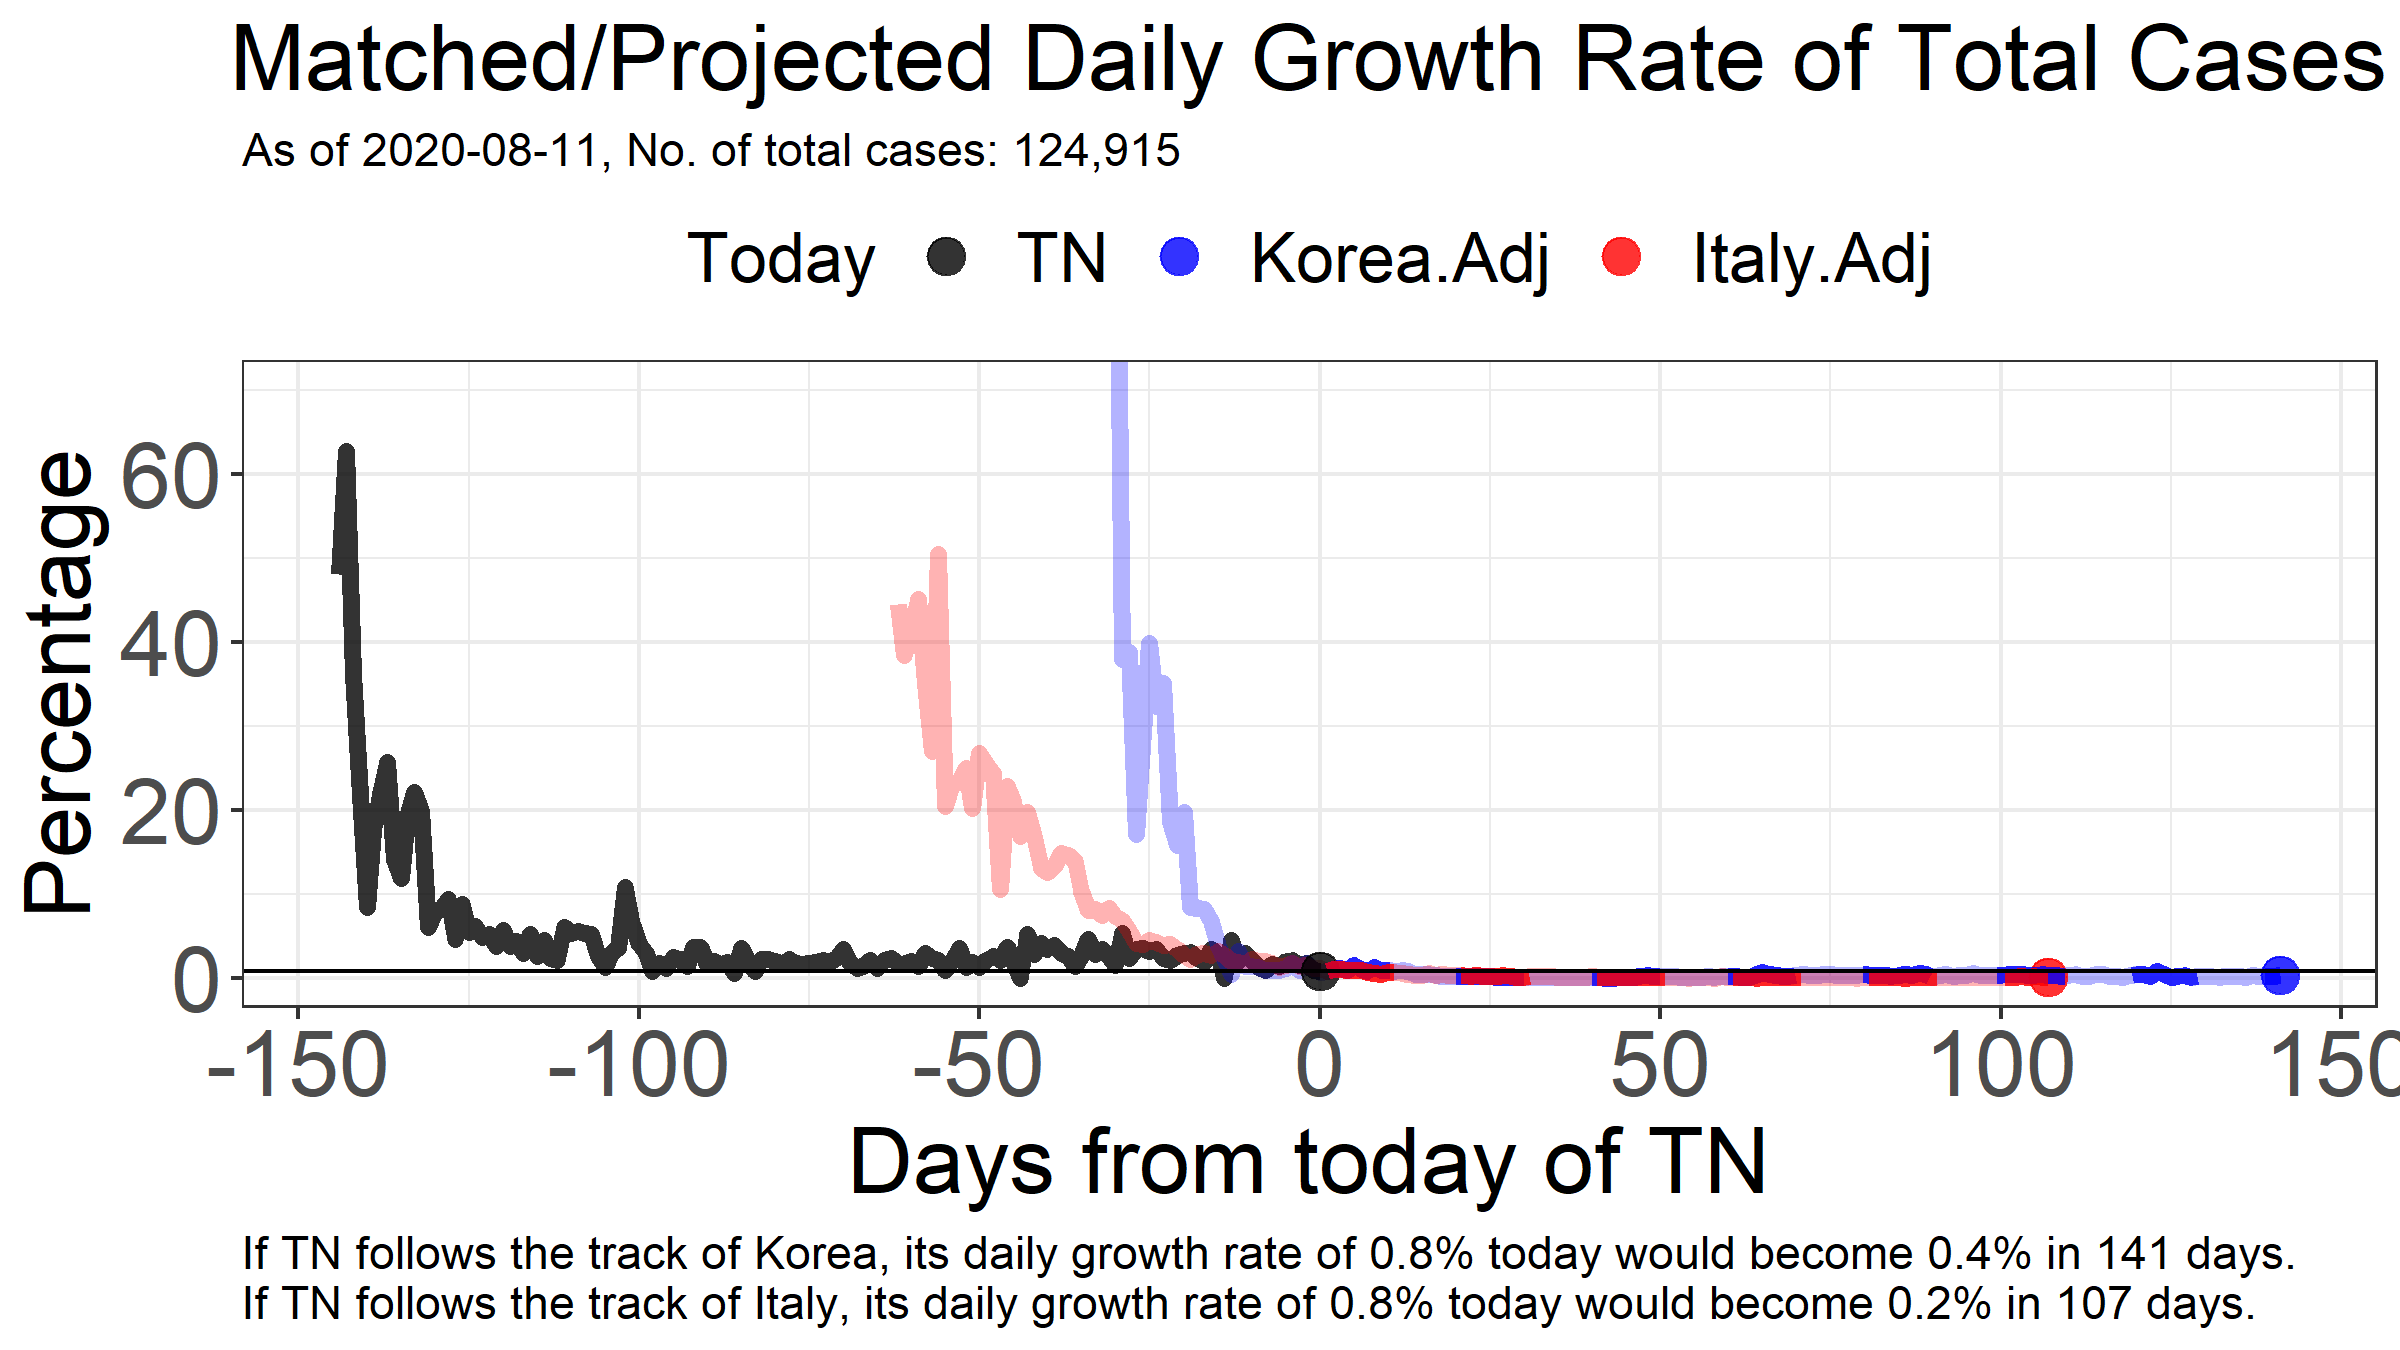 Matched/Projected Daily Growth Rate of Total Cases
As of 2020-08-11, No. of total cases: 124,915
Today TN Korea.Adj Italy.Adj
Percentage
60
40
20
0
-150 -100 -50 0 50 100 150
Days from today of TN
If TN follows the track of Korea, its daily growth rate of 0.8% today would become 0.4% in 141 days.
If TN follows the track of Italy, its daily growth rate of 0.8% today would become 0.2% in 107 days.